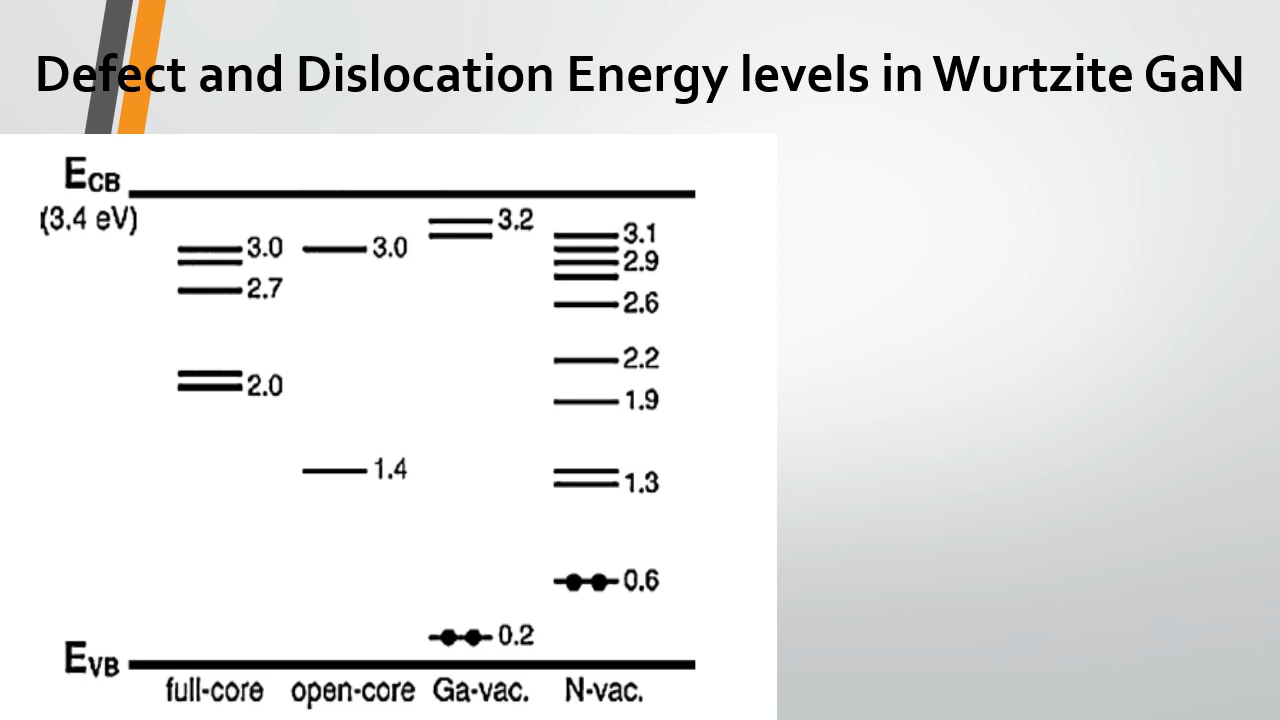 Defect and Dislocation Energy levels in Wurtzite GaN
ECB
(3.4 eV)
3.0
2.7
2.0
3.0
1.4
3.2
0.2
3.1
2.9
2.6
2.2
1.9
1.3
0.6
EVB
full-core open-core Ga-vac. N-vac.